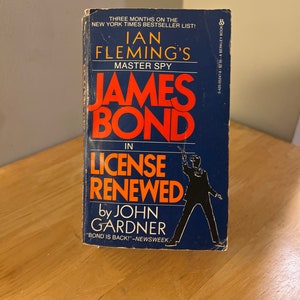 THREE MONTHS ON THE
NEW YORK TIMES BESTSELLER LIST!
IAN
FLEMING'S
MASTER SPY
JAMES
BOND
IN
LICENSE
RENEWED
by JOHN
GARDNER
"BOND IS BACK!"–NEWSWEEK